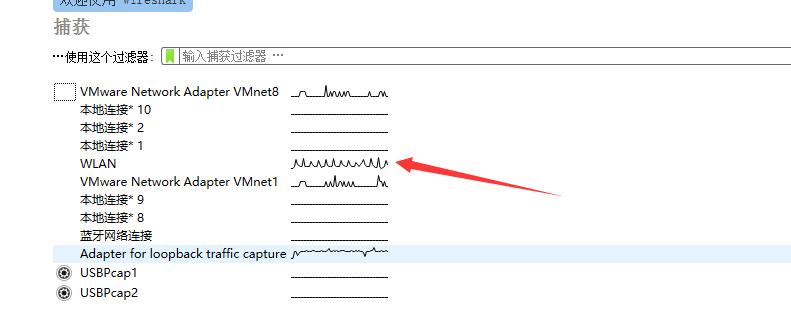 欢迎使用 Wireshark
捕获
…使用这个过滤器： 输入捕获过滤器 …
VMware Network Adapter VMnet8
本地连接* 10
本地连接* 2
本地连接* 1
WLAN
VMware Network Adapter VMnet1
本地连接* 9
本地连接* 8
蓝牙网络连接
Adapter for loopback traffic capture
USBPcap1
USBPcap2